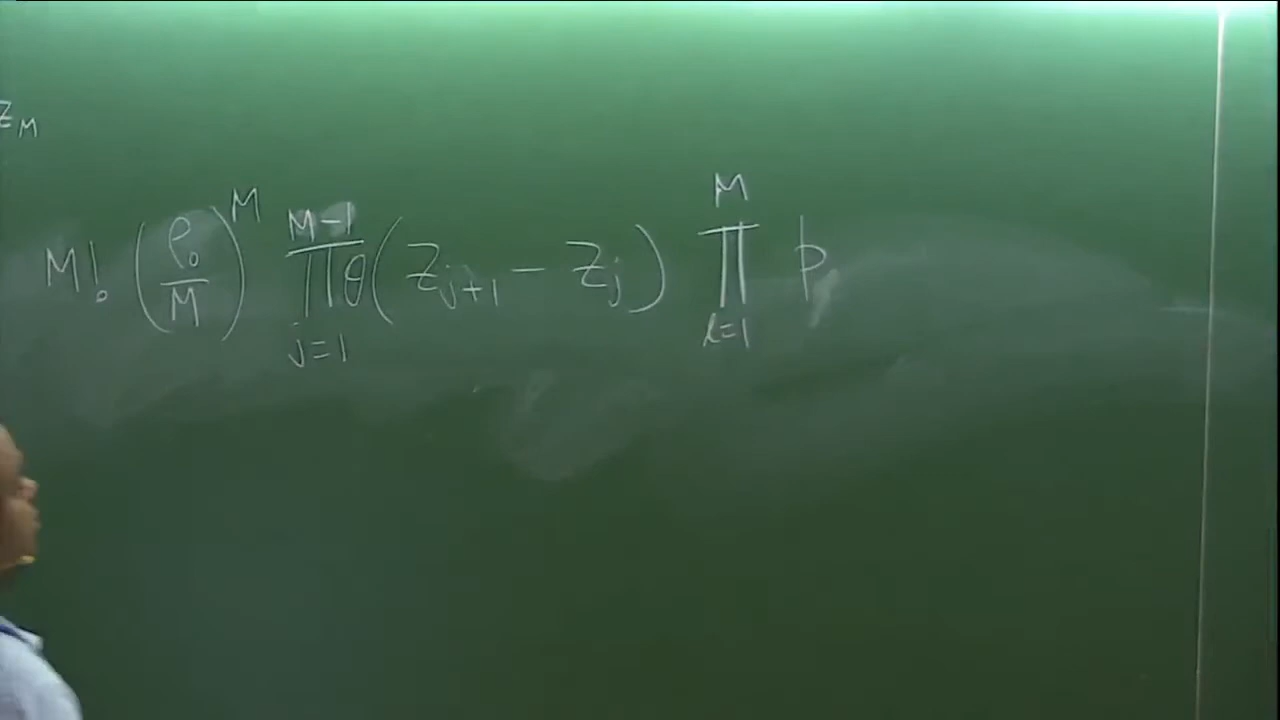 z_M
M! (ρ₀/M)^M ∏_{j=1}^{M-1} θ(z_{j+1} - z_j) ∏_{l=1}^{M} p